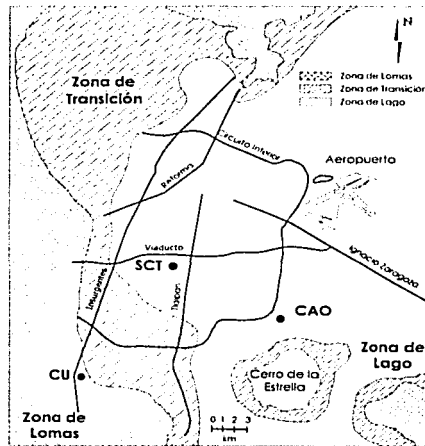 N
Zona de
Transición
Zona de Lomas
Zona de Transición
Zona de Lago
Circuito Interior
Aeropuerto
Reforma
Viaducto
SCT
Insurgentes
Tlalpan
Ignacio Zaragoza
CAO
CU
Zona de
Lago
Cerro de la
Estrella
Zona de
Lomas
0 1 2 3
km